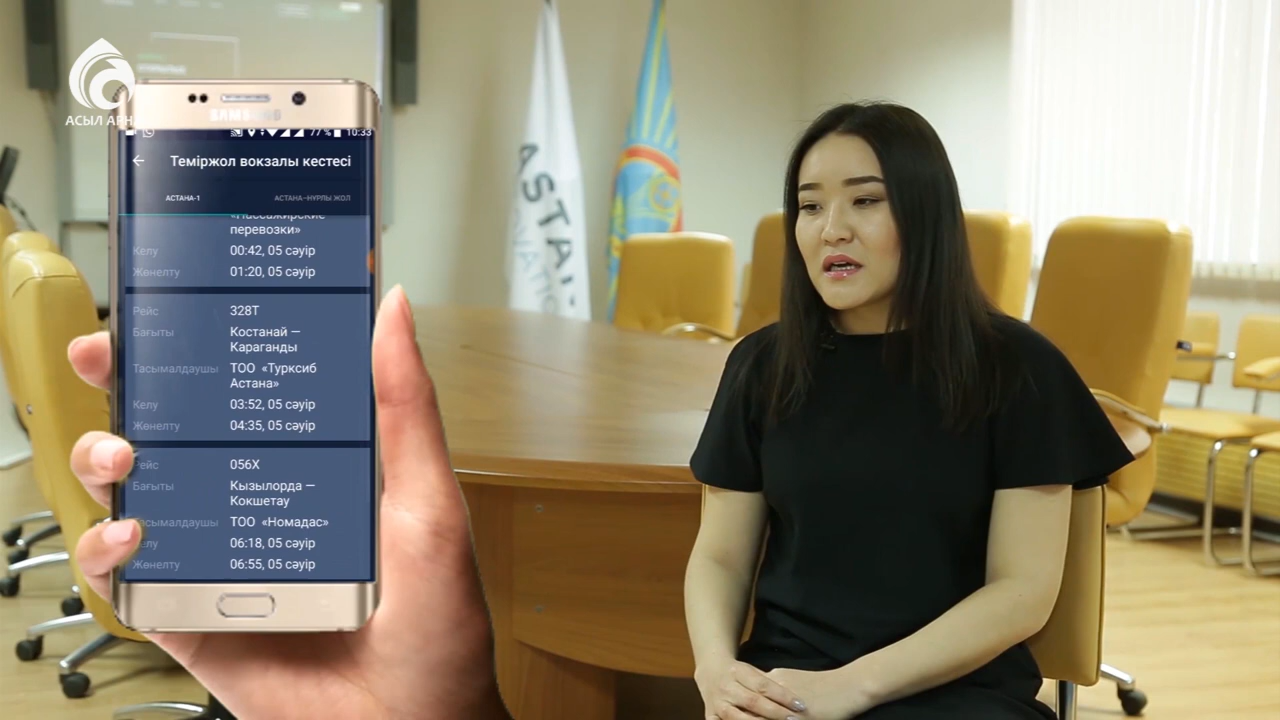 АСЫЛ АРНА
SAMSUNG
77 % 10:33
Теміржол вокзалы кестесі
АСТАНА-1 АСТАНА-НҰРЛЫ ЖОЛ
«Пассажирские
перевозки»
Келу 00:42, 05 сәуір
Жөнелту 01:20, 05 сәуір
Рейс 328Т
Бағыты Костанай —
Караганды
Тасымалдаушы ТОО «Турксиб
Астана»
Келу 03:52, 05 сәуір
Жөнелту 04:35, 05 сәуір
Рейс 056Х
Бағыты Кызылорда —
Кокшетау
Тасымалдаушы ТОО «Номадас»
Келу 06:18, 05 сәуір
Жөнелту 06:55, 05 сәуір
ASTANA